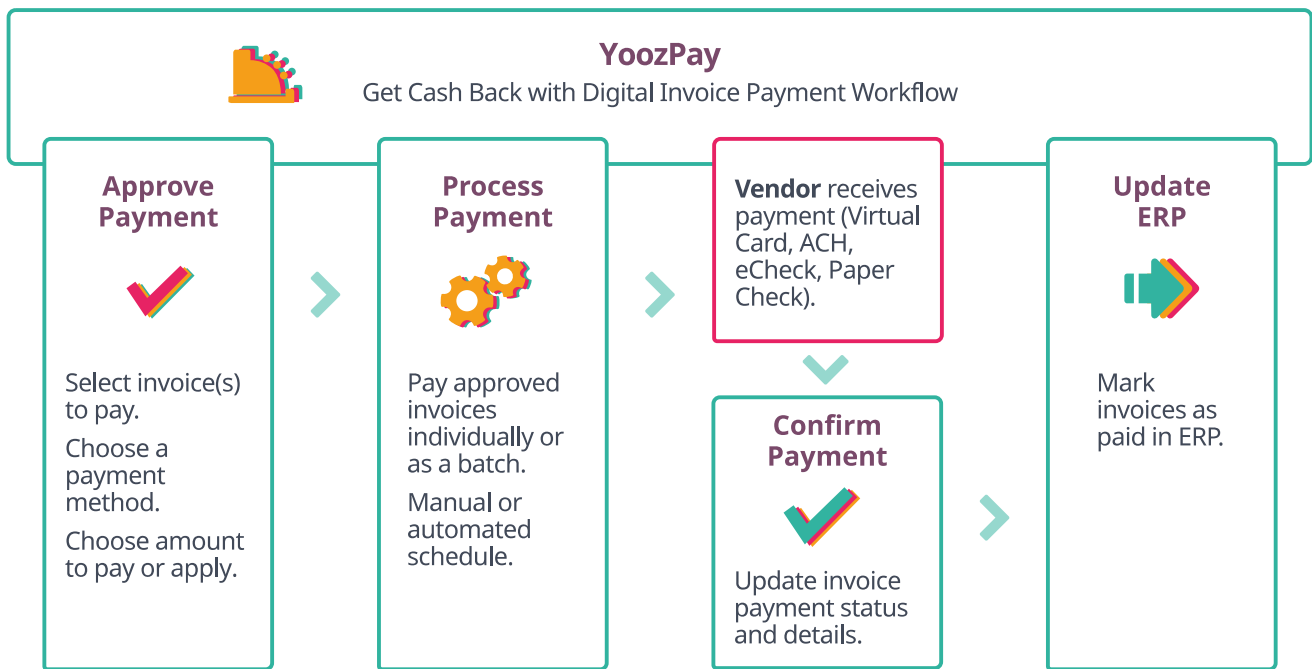 YoozPay
Get Cash Back with Digital Invoice Payment Workflow
Approve
Payment
Select invoice(s)
to pay.
Choose a
payment
method.
Choose amount
to pay or apply.
Process
Payment
Pay approved
invoices
individually or
as a batch.
Manual or
automated
schedule.
Vendor receives
payment (Virtual
Card, ACH,
eCheck, Paper
Check).
Confirm
Payment
Update invoice
payment status
and details.
Update
ERP
Mark
invoices as
paid in ERP.